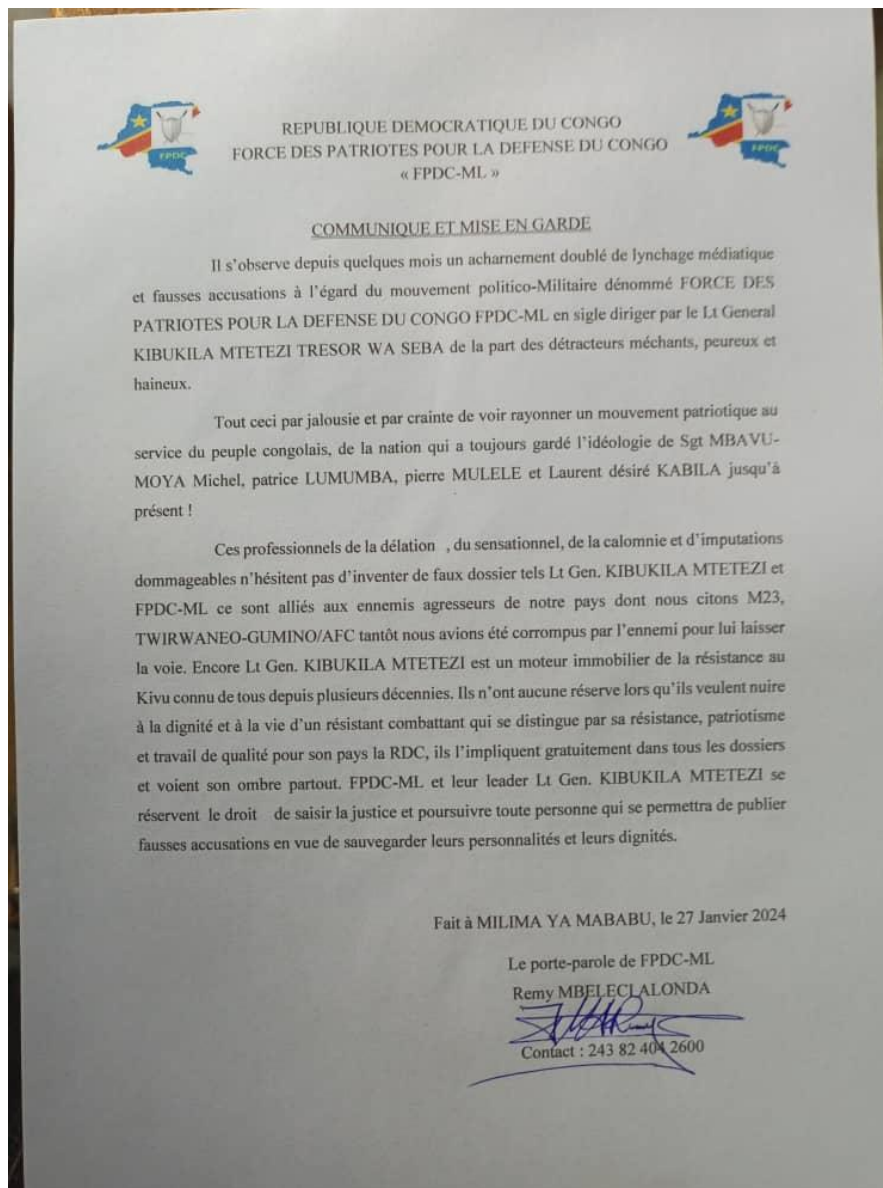 REPUBLIQUE DEMOCRATIQUE DU CONGO
FORCE DES PATRIOTES POUR LA DEFENSE DU CONGO
« FPDC-ML »
FPDC
FPDC
COMMUNIQUE ET MISE EN GARDE
Il s'observe depuis quelques mois un acharnement doublé de lynchage médiatique
et fausses accusations à l'égard du mouvement politico-Militaire dénommé FORCE DES
PATRIOTES POUR LA DEFENSE DU CONGO FPDC-ML en sigle diriger par le Lt General
KIBUKILA MTETEZI TRESOR WA SEBA de la part des détracteurs méchants, peureux et
haineux.
Tout ceci par jalousie et par crainte de voir rayonner un mouvement patriotique au
service du peuple congolais, de la nation qui a toujours gardé l'idéologie de Sgt MBAVU-
MOYA Michel, patrice LUMUMBA, pierre MULELE et Laurent désiré KABILA jusqu'à
présent !
Ces professionnels de la délation , du sensationnel, de la calomnie et d'imputations
dommageables n'hésitent pas d'inventer de faux dossier tels Lt Gen. KIBUKILA MTETEZI et
FPDC-ML ce sont alliés aux ennemis agresseurs de notre pays dont nous citons M23,
TWIRWANEO-GUMINO/AFC tantôt nous avions été corrompus par l'ennemi pour lui laisser
la voie. Encore Lt Gen. KIBUKILA MTETEZI est un moteur immobilier de la résistance au
Kivu connu de tous depuis plusieurs décennies. Ils n'ont aucune réserve lors qu'ils veulent nuire
à la dignité et à la vie d'un résistant combattant qui se distingue par sa résistance, patriotisme
et travail de qualité pour son pays la RDC, ils l'impliquent gratuitement dans tous les dossiers
et voient son ombre partout. FPDC-ML et leur leader Lt Gen. KIBUKILA MTETEZI se
réservent le droit de saisir la justice et poursuivre toute personne qui se permettra de publier
fausses accusations en vue de sauvegarder leurs personnalités et leurs dignités.
Fait à MILIMA YA MABABU, le 27 Janvier 2024
Le porte-parole de FPDC-ML
Remy MBELECI ALONDA
Contact : 243 82 404 2600